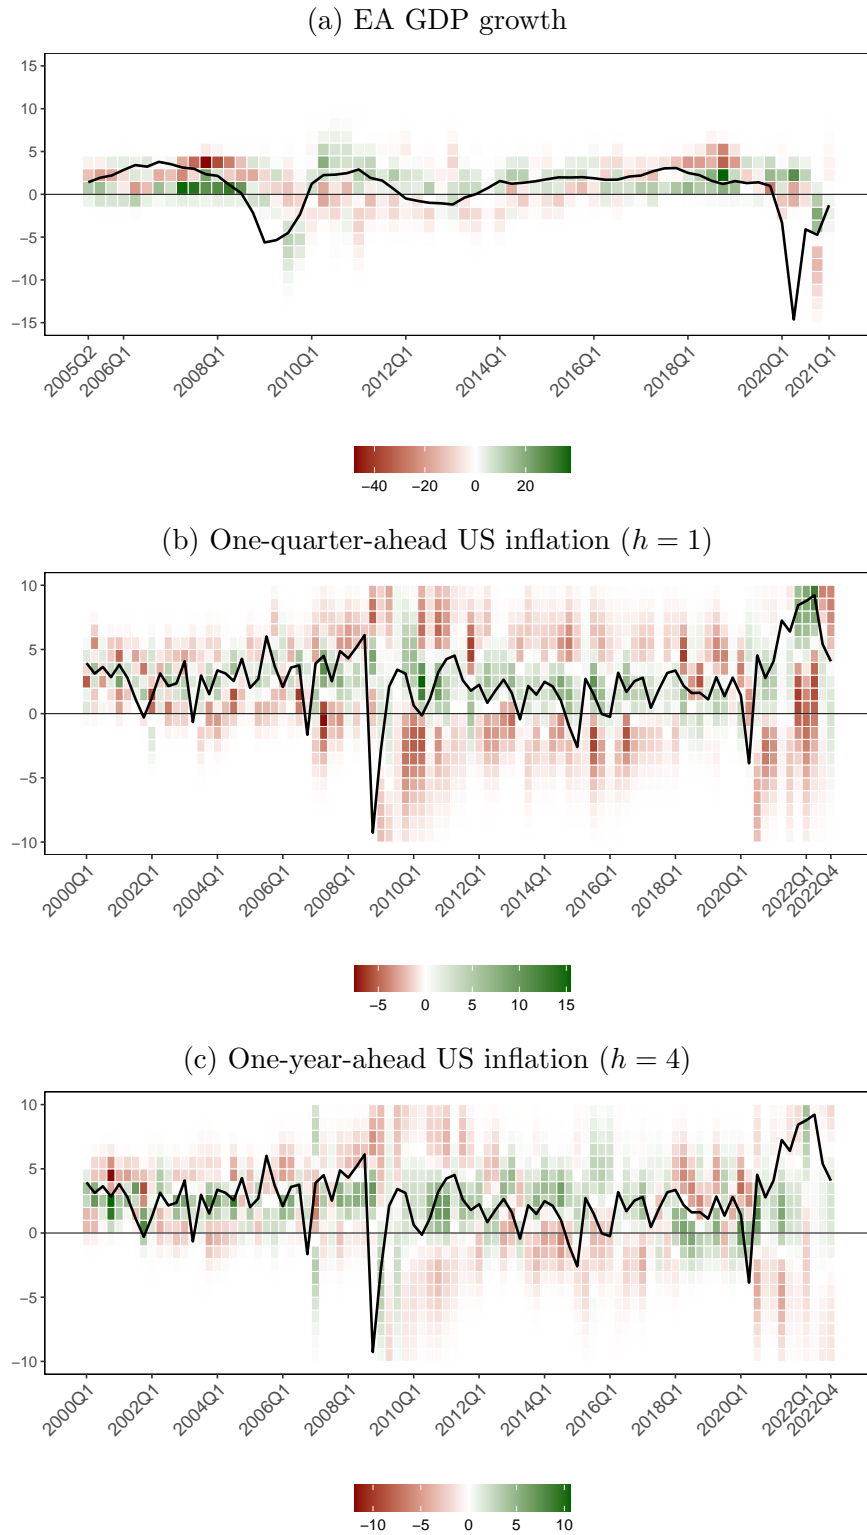 (a) EA GDP growth
15
10
5
0
−5
−10
−15
2005Q2 2006Q1 2008Q1 2010Q1 2012Q1 2014Q1 2016Q1 2018Q1 2020Q1 2021Q1
−40 −20 0 20
(b) One-quarter-ahead US inflation (h = 1)
10
5
0
−5
−10
2000Q1 2002Q1 2004Q1 2006Q1 2008Q1 2010Q1 2012Q1 2014Q1 2016Q1 2018Q1 2020Q1 2022Q1 2022Q4
−5 0 5 10 15
(c) One-year-ahead US inflation (h = 4)
10
5
0
−5
−10
2000Q1 2002Q1 2004Q1 2006Q1 2008Q1 2010Q1 2012Q1 2014Q1 2016Q1 2018Q1 2020Q1 2022Q1 2022Q4
−10 −5 0 5 10